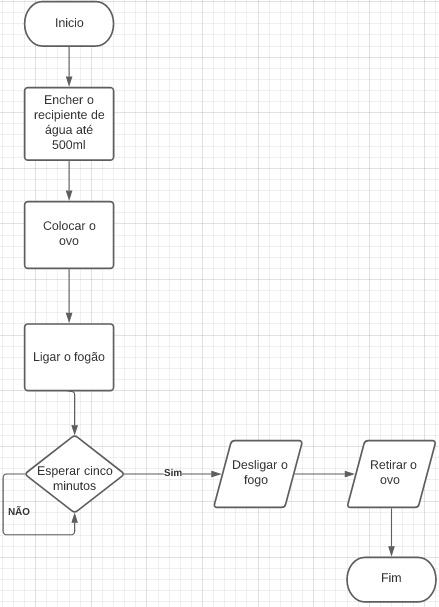 Inicio
Encher o
recipiente de
água até
500ml
Colocar o
ovo
Ligar o fogão
Esperar cinco
minutos
NÃO
Sim
Desligar o
fogo
Retirar o
ovo
Fim